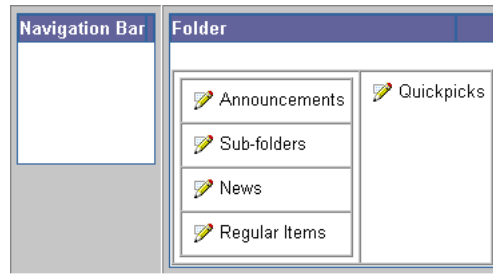 Navigation Bar
Folder
Announcements
Quickpicks
Sub-folders
News
Regular Items